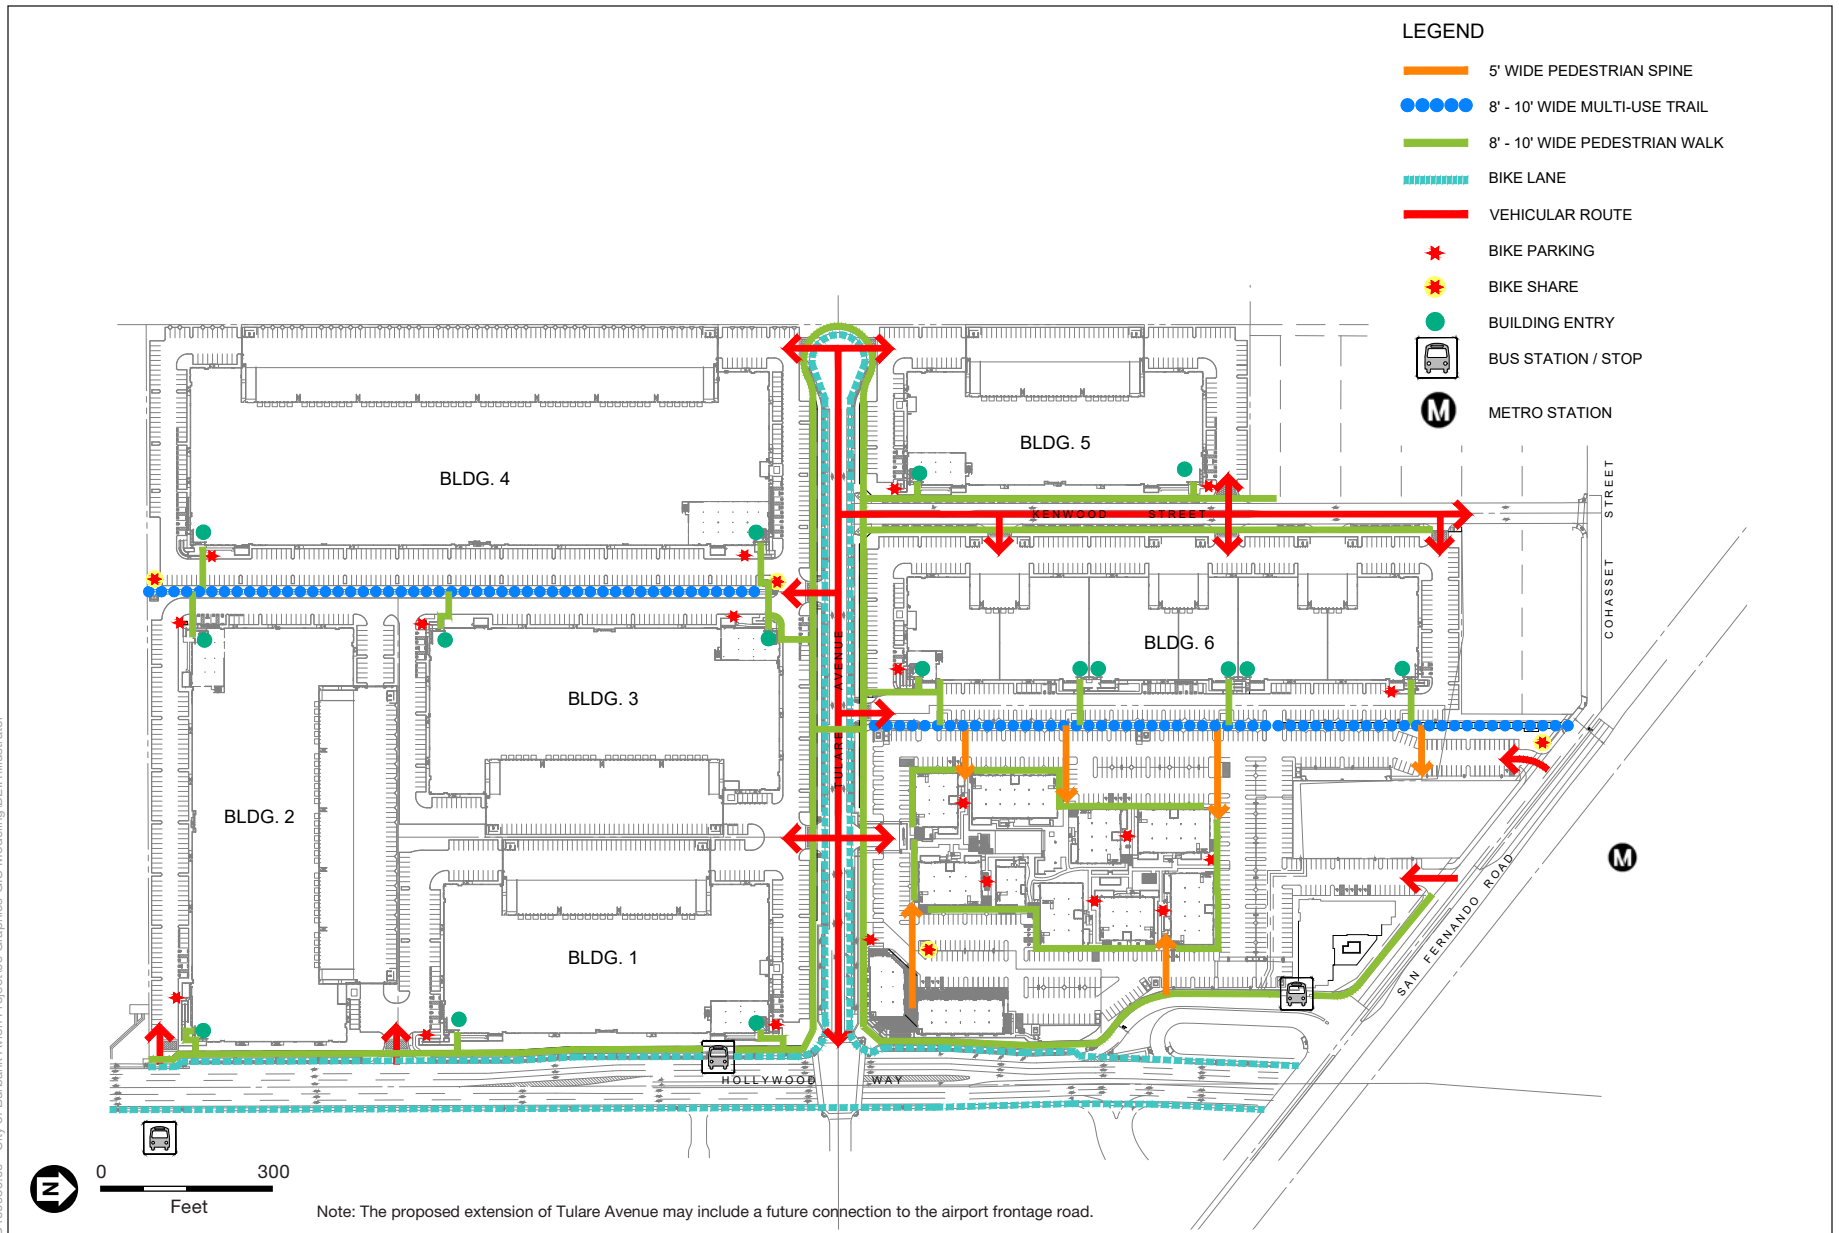 LEGEND
5' WIDE PEDESTRIAN SPINE
8' - 10' WIDE MULTI-USE TRAIL
8' - 10' WIDE PEDESTRIAN WALK
BIKE LANE
VEHICULAR ROUTE
BIKE PARKING
BIKE SHARE
BUILDING ENTRY
BUS STATION / STOP
M
METRO STATION
BLDG. 4
BLDG. 5
KENWOOD STREET
COHASSET STREET
BLDG. 6
BLDG. 3
TULARE AVENUE
TULARE
BLDG. 2
BLDG. 1
SAN FERNANDO ROAD
M
HOLLYWOOD WAY
N
0 300
Feet
Note: The proposed extension of Tulare Avenue may include a future connection to the airport frontage road.